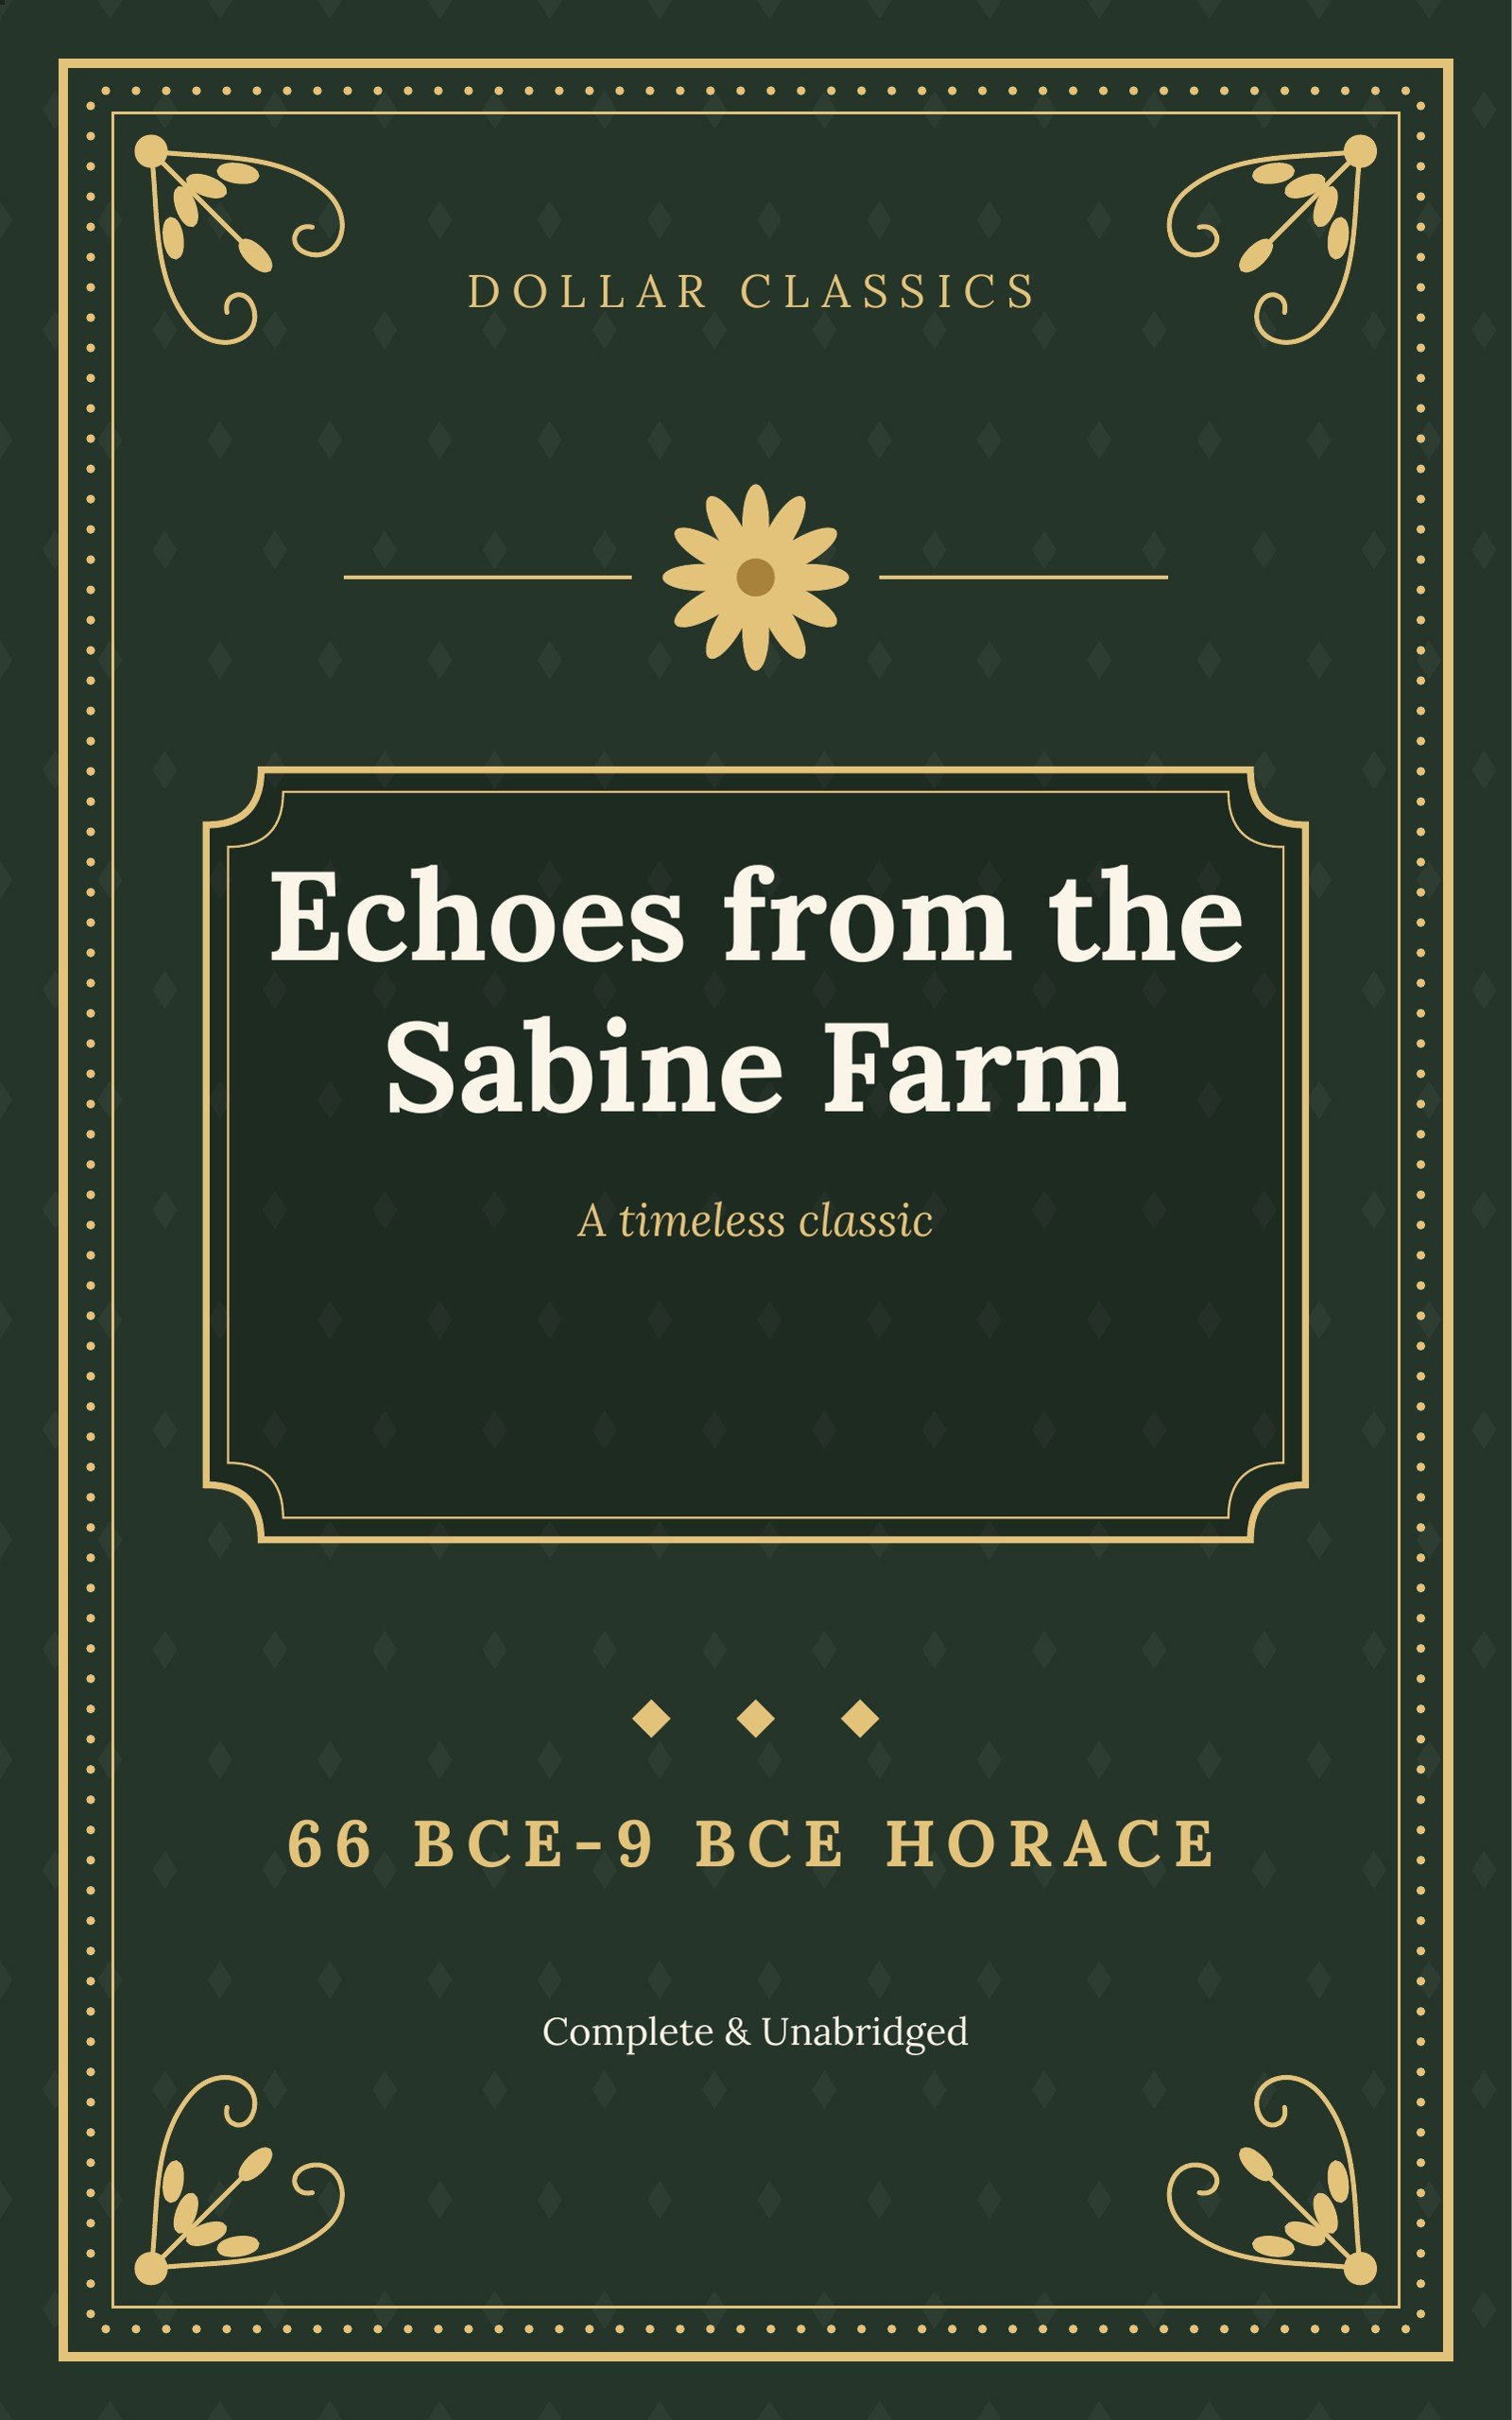 DOLLAR CLASSICS
Echoes from the
Sabine Farm
A timeless classic
66 BCE-9 BCE HORACE
Complete & Unabridged